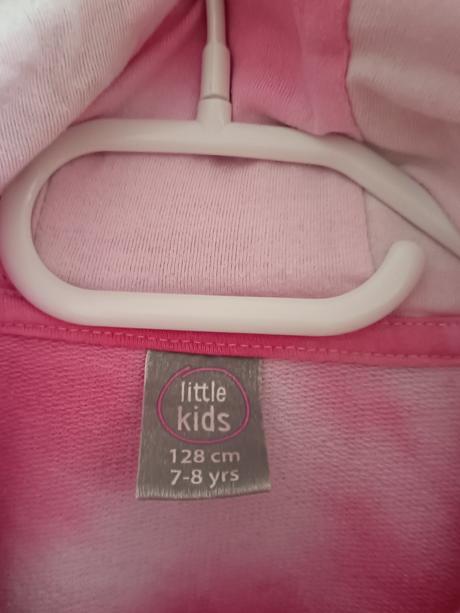 little
kids
128 cm
7-8 yrs